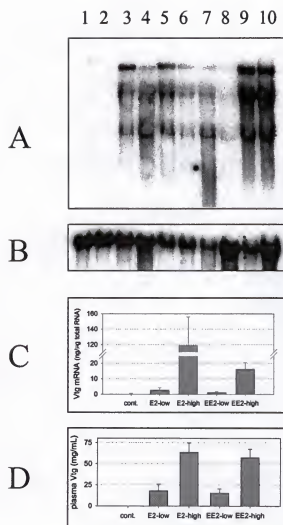 1 2 3 4 5 6 7 8 9 10
A
B
C
Vtg mRNA (ng/ug total RNA)
160
140
120
20
10
0
cont. E2-low E2-high EE2-low EE2-high
D
plasma Vtg (mg/mL)
75
50
25
0
cont. E2-low E2-high EE2-low EE2-high